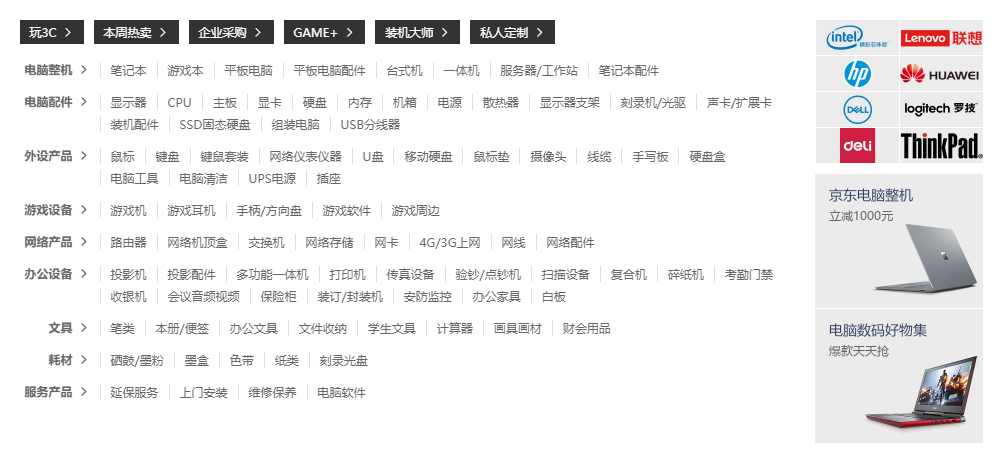 玩3C > 本周热卖 > 企业采购 > GAME+ > 装机大师 > 私人定制 >
电脑整机 > 笔记本 游戏本 平板电脑 平板电脑配件 台式机 一体机 服务器/工作站 笔记本配件
电脑配件 > 显示器 CPU 主板 显卡 硬盘 内存 机箱 电源 散热器 显示器支架 刻录机/光驱 声卡/扩展卡
装机配件 SSD固态硬盘 组装电脑 USB分线器
外设产品 > 鼠标 键盘 键鼠套装 网络仪表仪器 U盘 移动硬盘 鼠标垫 摄像头 线缆 手写板 硬盘盒
电脑工具 电脑清洁 UPS电源 插座
游戏设备 > 游戏机 游戏耳机 手柄/方向盘 游戏软件 游戏周边
网络产品 > 路由器 网络机顶盒 交换机 网络存储 网卡 4G/3G上网 网线 网络配件
办公设备 > 投影机 投影配件 多功能一体机 打印机 传真设备 验钞/点钞机 扫描设备 复合机 碎纸机 考勤门禁
收银机 会议音频视频 保险柜 装订/封装机 安防监控 办公家具 白板
文具 > 笔类 本册/便签 办公文具 文件收纳 学生文具 计算器 画具画材 财会用品
耗材 > 硒鼓/墨粉 墨盒 色带 纸类 刻录光盘
服务产品 > 延保服务 上门安装 维修保养 电脑软件
intel 精彩芯体验 Lenovo 联想
hp HUAWEI
DELL logitech 罗技
deli ThinkPad
京东电脑整机
立减1000元
电脑数码好物集
爆款天天抢